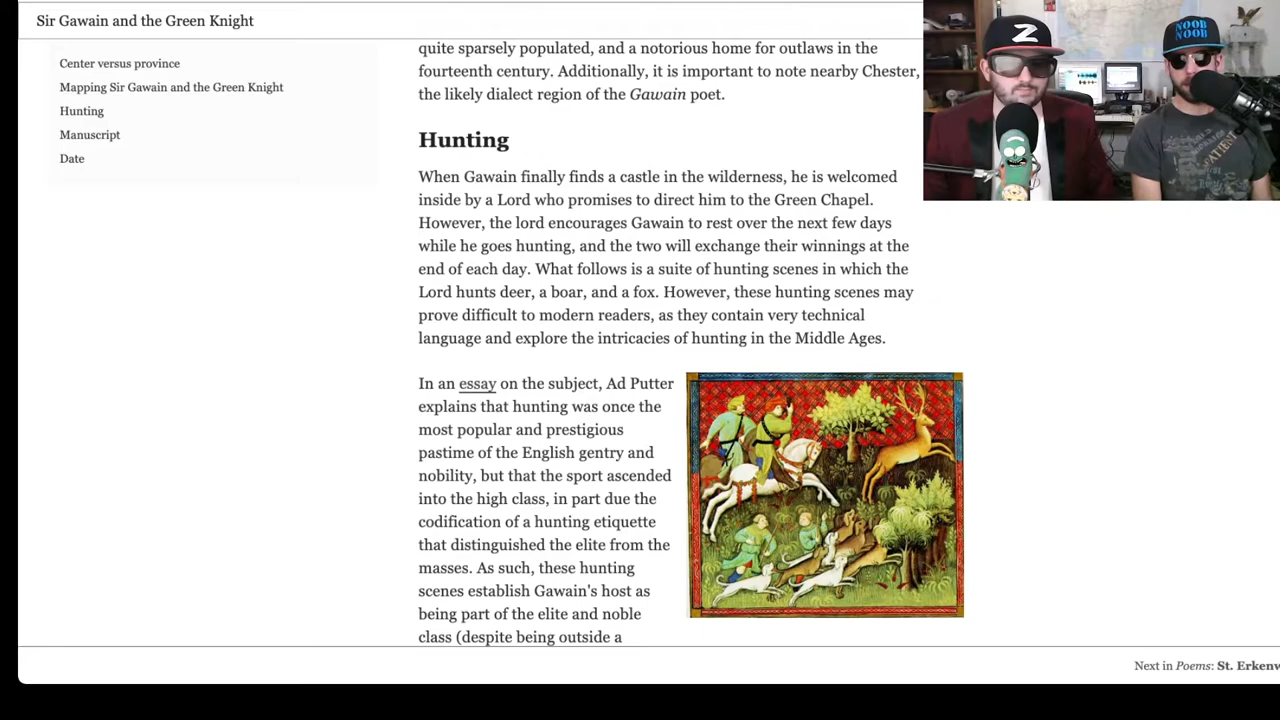 Sir Gawain and the Green Knight
Center versus province
Mapping Sir Gawain and the Green Knight
Hunting
Manuscript
Date
quite sparsely populated, and a notorious home for outlaws in the
fourteenth century. Additionally, it is important to note nearby Chester,
the likely dialect region of the Gawain poet.
Hunting
When Gawain finally finds a castle in the wilderness, he is welcomed
inside by a Lord who promises to direct him to the Green Chapel.
However, the lord encourages Gawain to rest over the next few days
while he goes hunting, and the two will exchange their winnings at the
end of each day. What follows is a suite of hunting scenes in which the
Lord hunts deer, a boar, and a fox. However, these hunting scenes may
prove difficult to modern readers, as they contain very technical
language and explore the intricacies of hunting in the Middle Ages.
In an essay on the subject, Ad Putter
explains that hunting was once the
most popular and prestigious
pastime of the English gentry and
nobility, but that the sport ascended
into the high class, in part due the
codification of a hunting etiquette
that distinguished the elite from the
masses. As such, these hunting
scenes establish Gawain's host as
being part of the elite and noble
class (despite being outside a
Next in Poems: St. Erkenw
Z
NOOB
NOOB
PATIENT